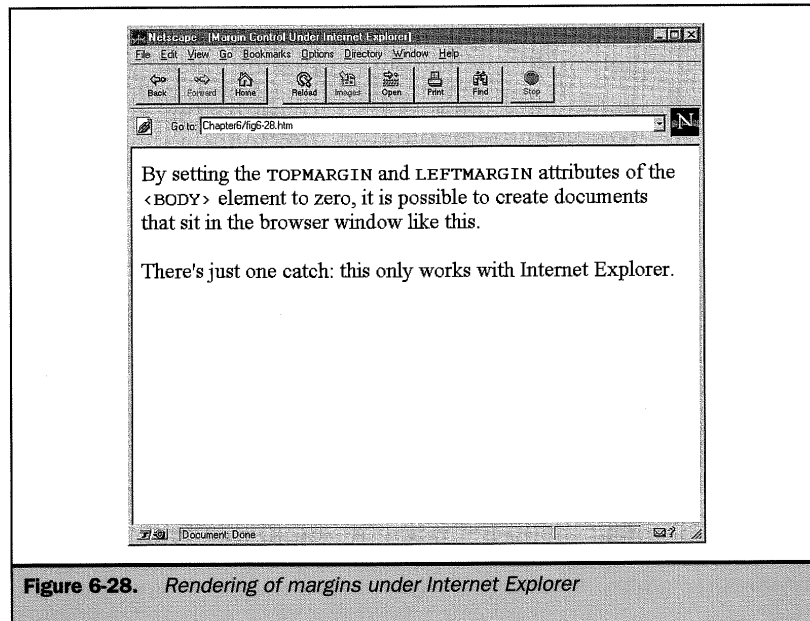 Netscape - [Margin Control Under Internet Explorer]
File Edit View Go Bookmarks Options Directory Window Help
Back Forward Home Reload Images Open Print Find Stop
Go to: Chapter6/fig6-28.htm
N
By setting the TOPMARGIN and LEFTMARGIN attributes of the
<BODY> element to zero, it is possible to create documents
that sit in the browser window like this.
There's just one catch: this only works with Internet Explorer.
Document: Done
?
Figure 6-28. Rendering of margins under Internet Explorer